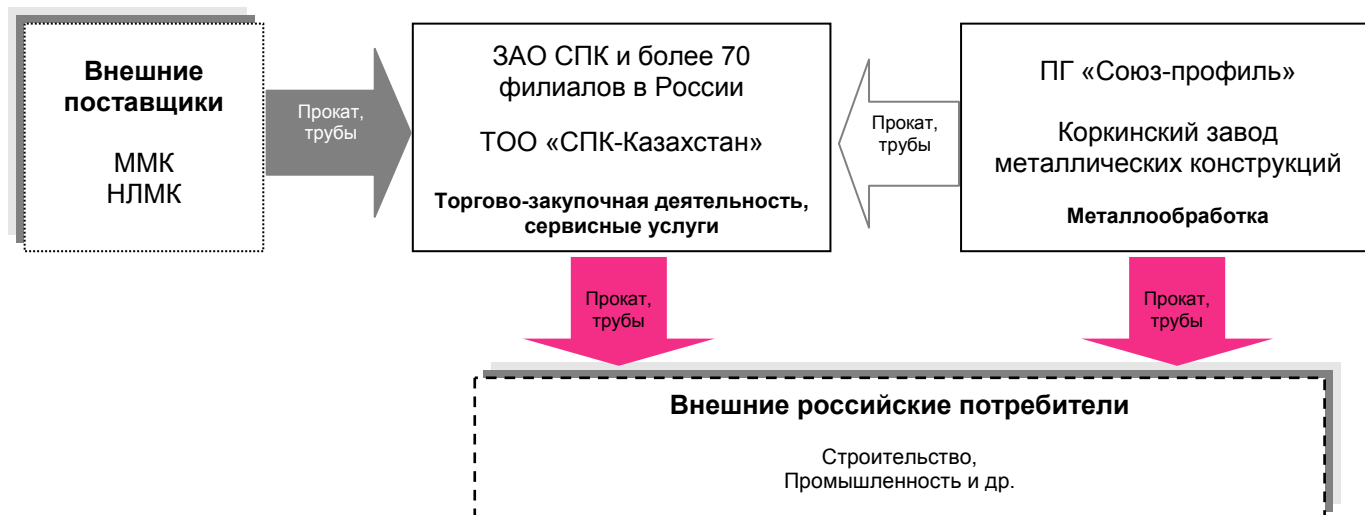 Внешние
поставщики
ММК
НЛМК
Прокат,
трубы
ЗАО СПК и более 70
филиалов в России
ТОО «СПК-Казахстан»
Торгово-закупочная деятельность,
сервисные услуги
Прокат,
трубы
ПГ «Союз-профиль»
Коркинский завод
металлических конструкций
Металлообработка
Прокат,
трубы
Прокат,
трубы
Внешние российские потребители
Строительство,
Промышленность и др.